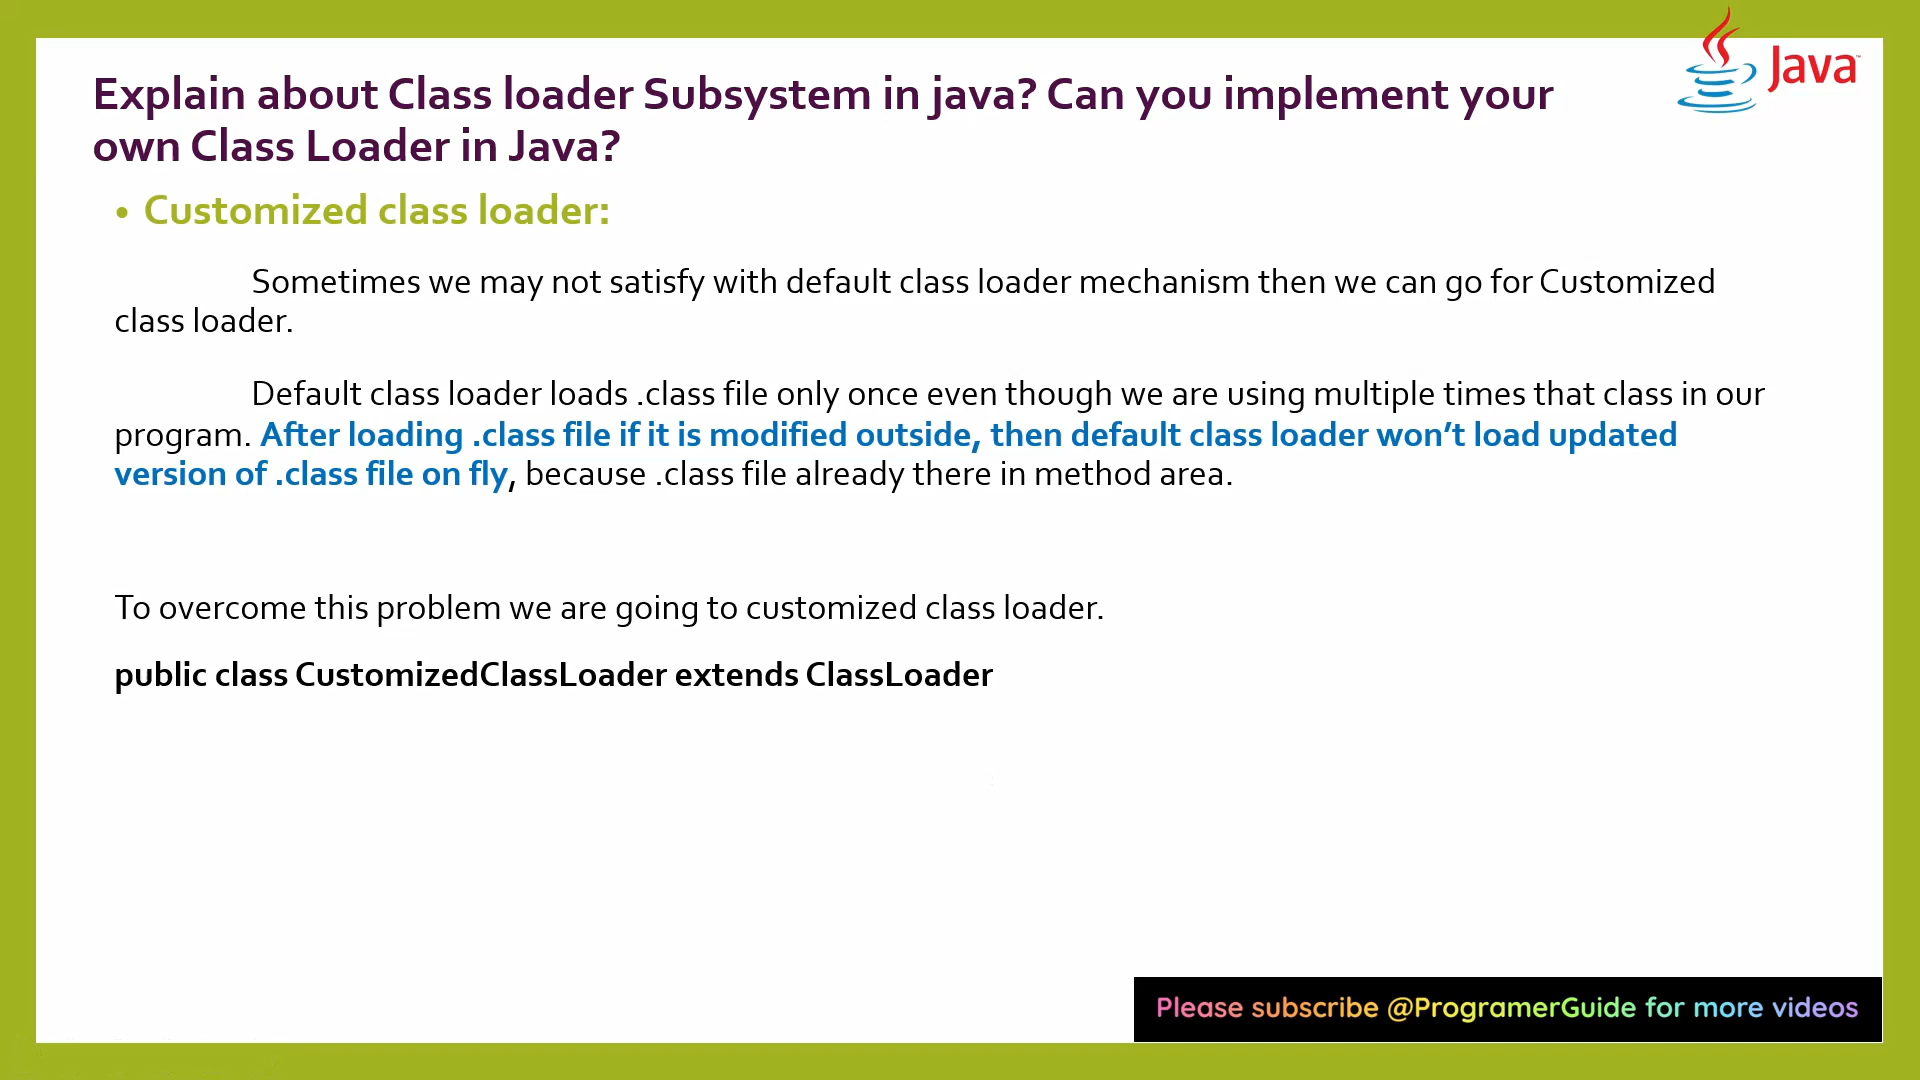 Java™
Explain about Class loader Subsystem in java? Can you implement your
own Class Loader in Java?
• Customized class loader:
Sometimes we may not satisfy with default class loader mechanism then we can go for Customized
class loader.
Default class loader loads .class file only once even though we are using multiple times that class in our
program. After loading .class file if it is modified outside, then default class loader won’t load updated
version of .class file on fly, because .class file already there in method area.
To overcome this problem we are going to customized class loader.
public class CustomizedClassLoader extends ClassLoader
Please subscribe @ProgramerGuide for more videos